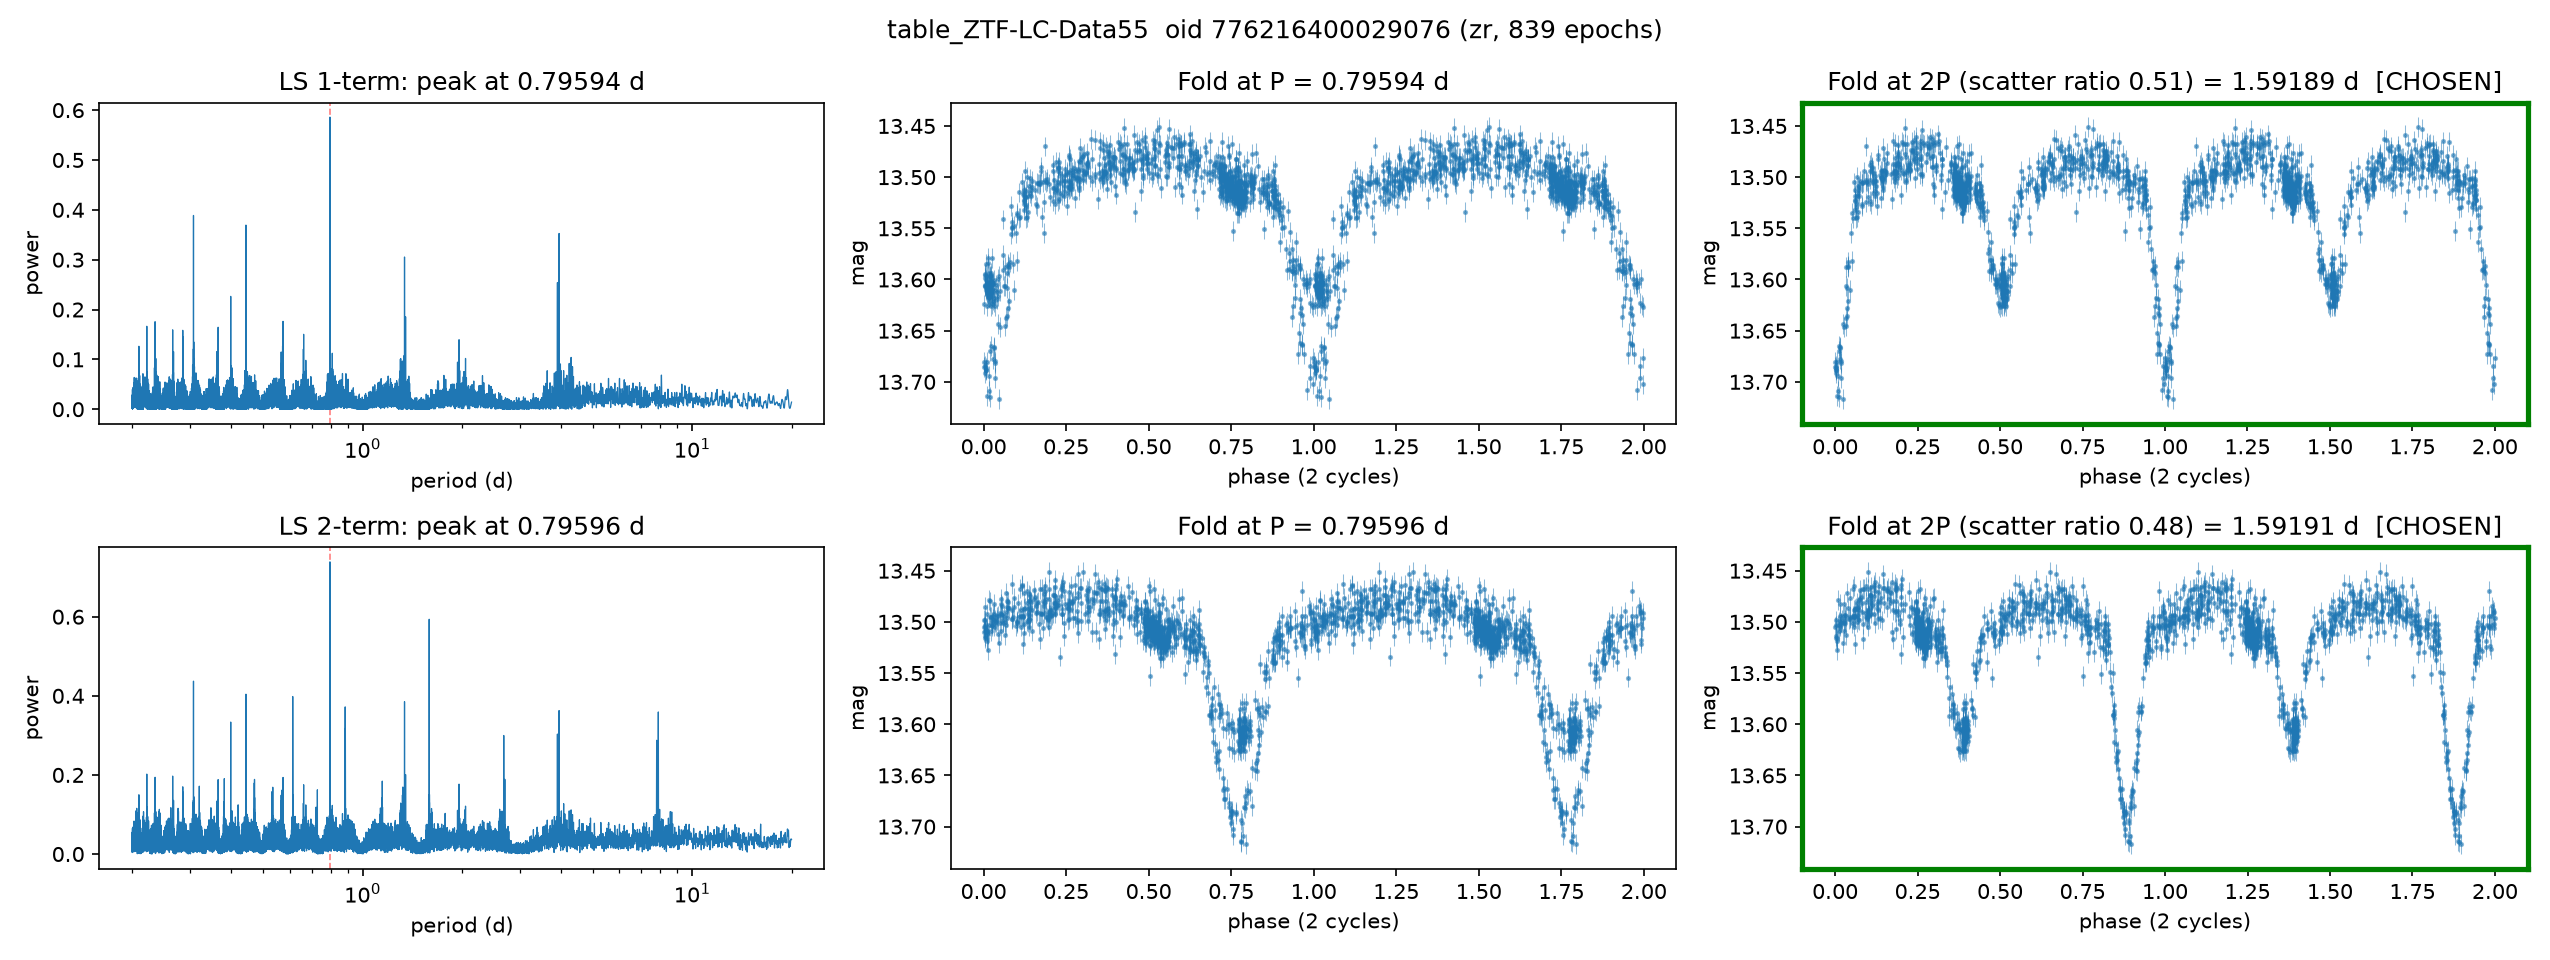 table_ZTF-LC-Data55  oid 776216400029076 (zr, 839 epochs)
LS 1-term: peak at 0.79594 d
power
0.6
0.5
0.4
0.3
0.2
0.1
0.0
10⁰
10¹
period (d)
Fold at P = 0.79594 d
mag
13.45
13.50
13.55
13.60
13.65
13.70
0.00 0.25 0.50 0.75 1.00 1.25 1.50 1.75 2.00
phase (2 cycles)
Fold at 2P (scatter ratio 0.51) = 1.59189 d  [CHOSEN]
mag
13.45
13.50
13.55
13.60
13.65
13.70
0.00 0.25 0.50 0.75 1.00 1.25 1.50 1.75 2.00
phase (2 cycles)
LS 2-term: peak at 0.79596 d
power
0.6
0.4
0.2
0.0
10⁰
10¹
period (d)
Fold at P = 0.79596 d
mag
13.45
13.50
13.55
13.60
13.65
13.70
0.00 0.25 0.50 0.75 1.00 1.25 1.50 1.75 2.00
phase (2 cycles)
Fold at 2P (scatter ratio 0.48) = 1.59191 d  [CHOSEN]
mag
13.45
13.50
13.55
13.60
13.65
13.70
0.00 0.25 0.50 0.75 1.00 1.25 1.50 1.75 2.00
phase (2 cycles)